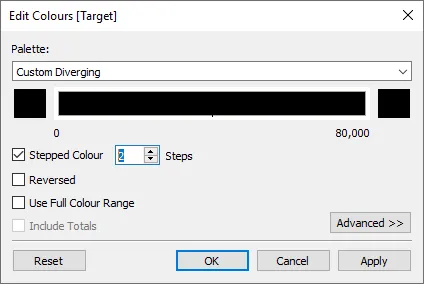 Edit Colours [Target]
Palette:
Custom Diverging
0 80,000
Stepped Colour 2 Steps
Reversed
Use Full Colour Range
Include Totals
Advanced >>
Reset OK Cancel Apply